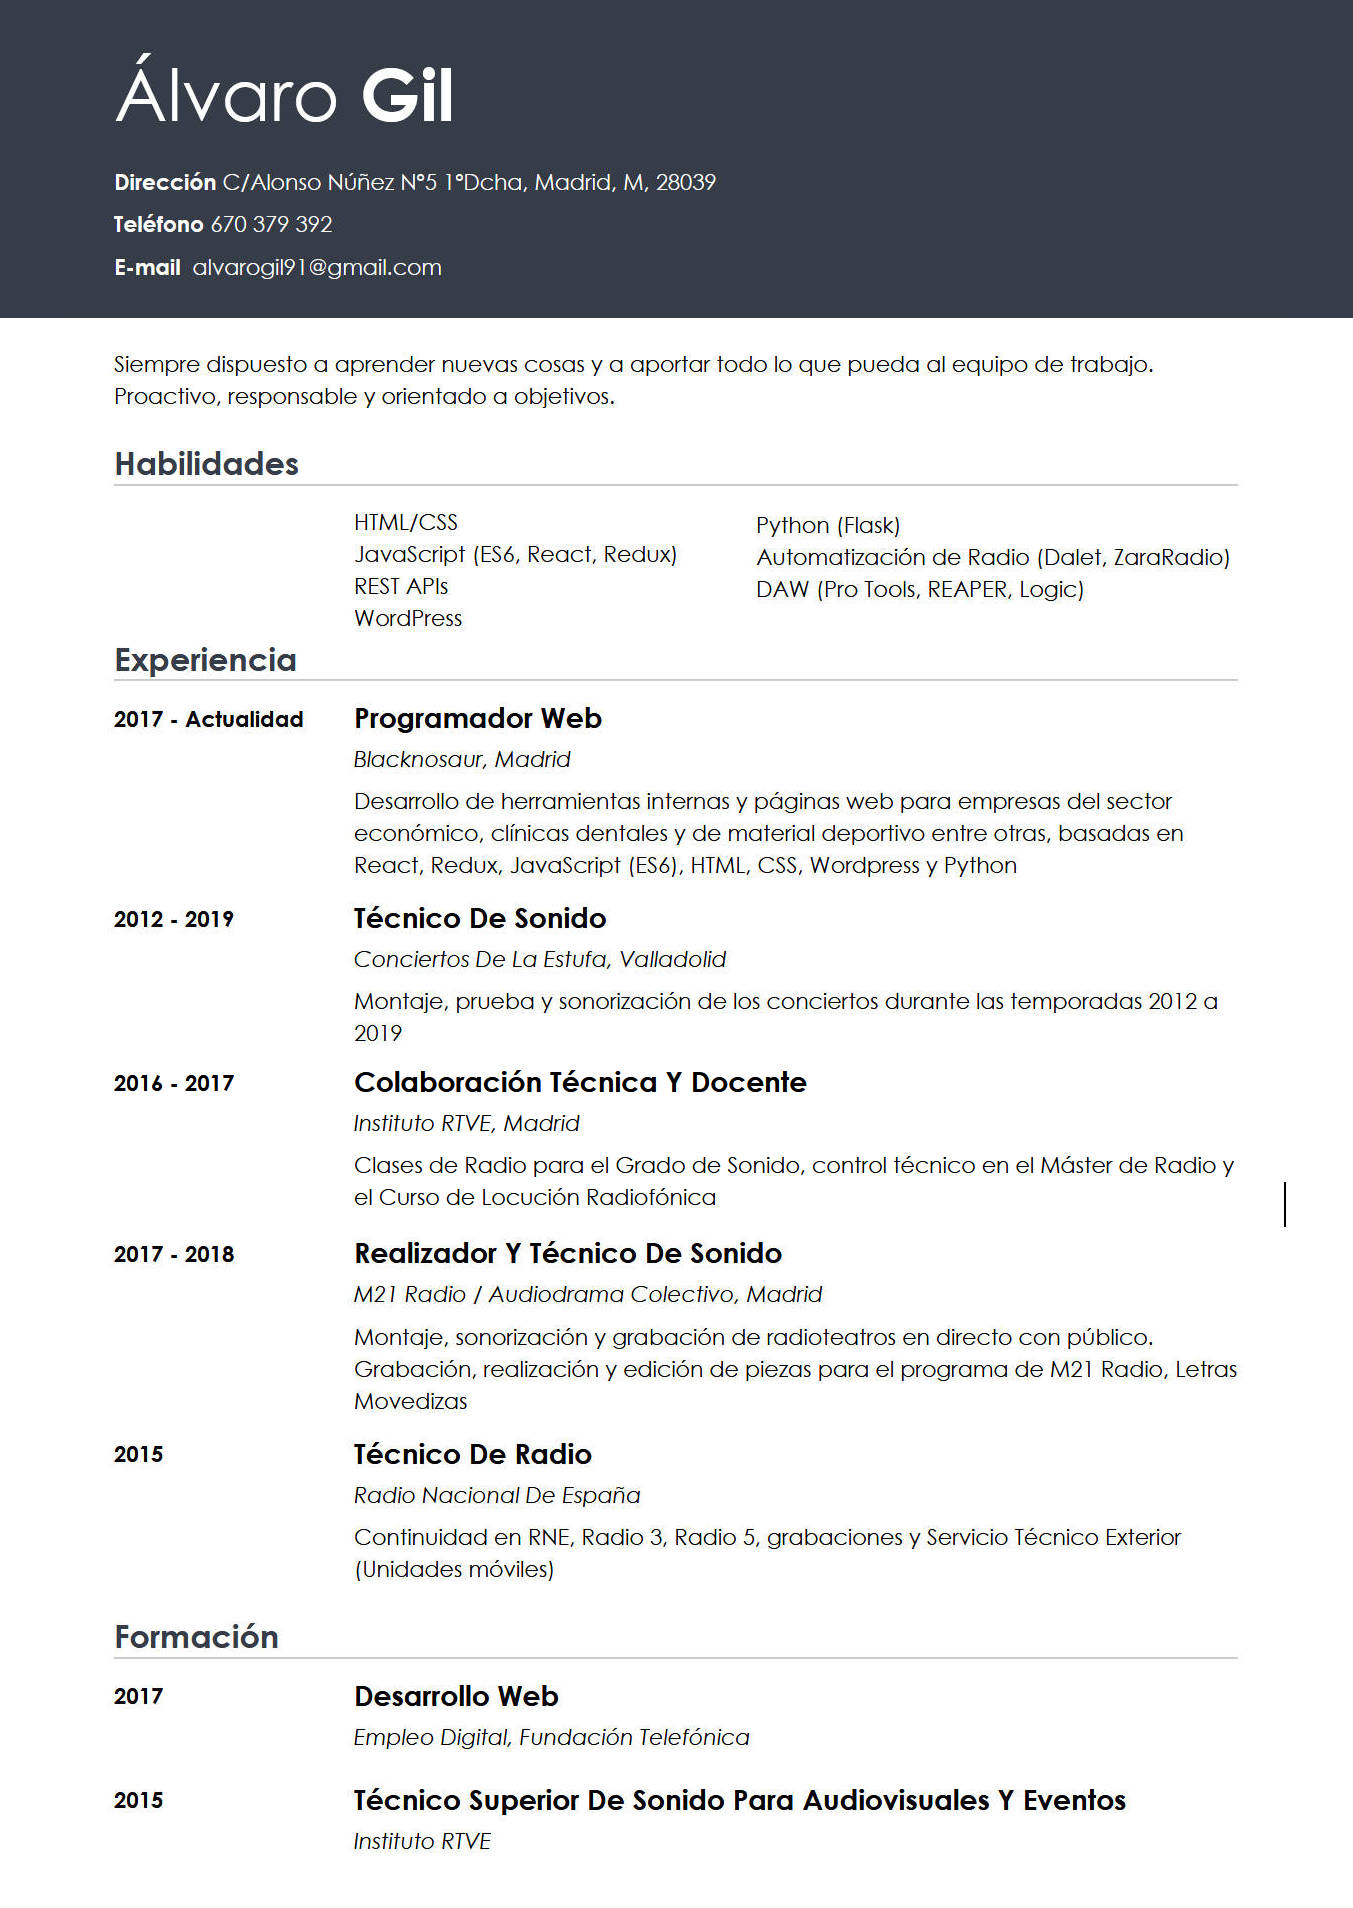 Álvaro Gil
Dirección C/Alonso Núñez Nº5 1ºDcha, Madrid, M, 28039
Teléfono 670 379 392
E-mail alvarogil91@gmail.com
Siempre dispuesto a aprender nuevas cosas y a aportar todo lo que pueda al equipo de trabajo.
Proactivo, responsable y orientado a objetivos.
Habilidades
HTML/CSS
JavaScript (ES6, React, Redux)
REST APIs
WordPress
Python (Flask)
Automatización de Radio (Dalet, ZaraRadio)
DAW (Pro Tools, REAPER, Logic)
Experiencia
2017 - Actualidad
Programador Web
Blacknosaur, Madrid
Desarrollo de herramientas internas y páginas web para empresas del sector
económico, clínicas dentales y de material deportivo entre otras, basadas en
React, Redux, JavaScript (ES6), HTML, CSS, Wordpress y Python
2012 - 2019
Técnico De Sonido
Conciertos De La Estufa, Valladolid
Montaje, prueba y sonorización de los conciertos durante las temporadas 2012 a
2019
2016 - 2017
Colaboración Técnica Y Docente
Instituto RTVE, Madrid
Clases de Radio para el Grado de Sonido, control técnico en el Máster de Radio y
el Curso de Locución Radiofónica
2017 - 2018
Realizador Y Técnico De Sonido
M21 Radio / Audiodrama Colectivo, Madrid
Montaje, sonorización y grabación de radioteatros en directo con público.
Grabación, realización y edición de piezas para el programa de M21 Radio, Letras
Movedizas
2015
Técnico De Radio
Radio Nacional De España
Continuidad en RNE, Radio 3, Radio 5, grabaciones y Servicio Técnico Exterior
(Unidades móviles)
Formación
2017
Desarrollo Web
Empleo Digital, Fundación Telefónica
2015
Técnico Superior De Sonido Para Audiovisuales Y Eventos
Instituto RTVE